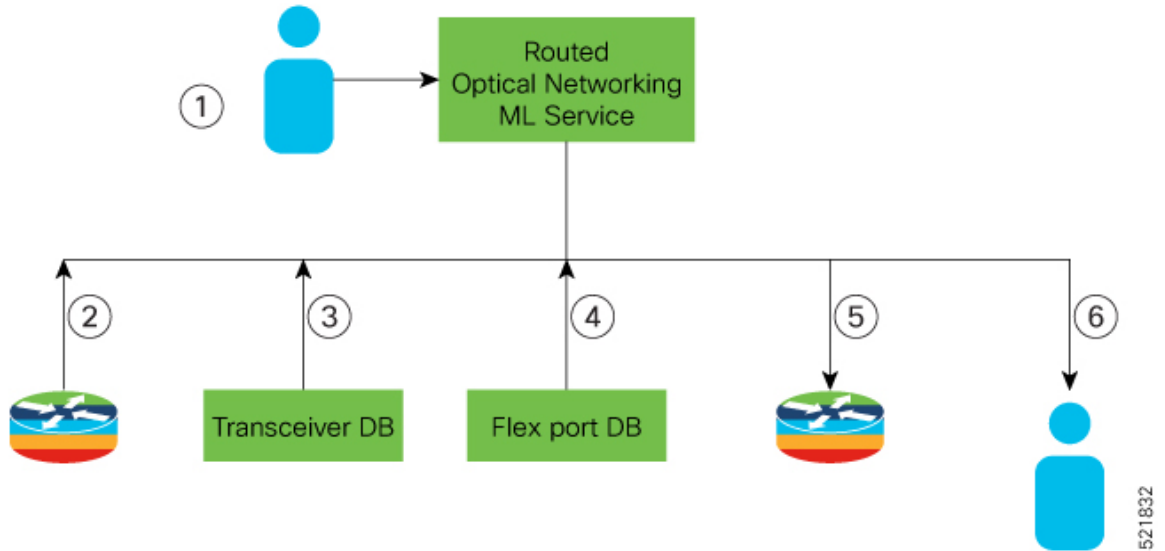 Routed
Optical Networking
ML Service
1
2
3
4
5
6
Transceiver DB
Flex port DB
521832